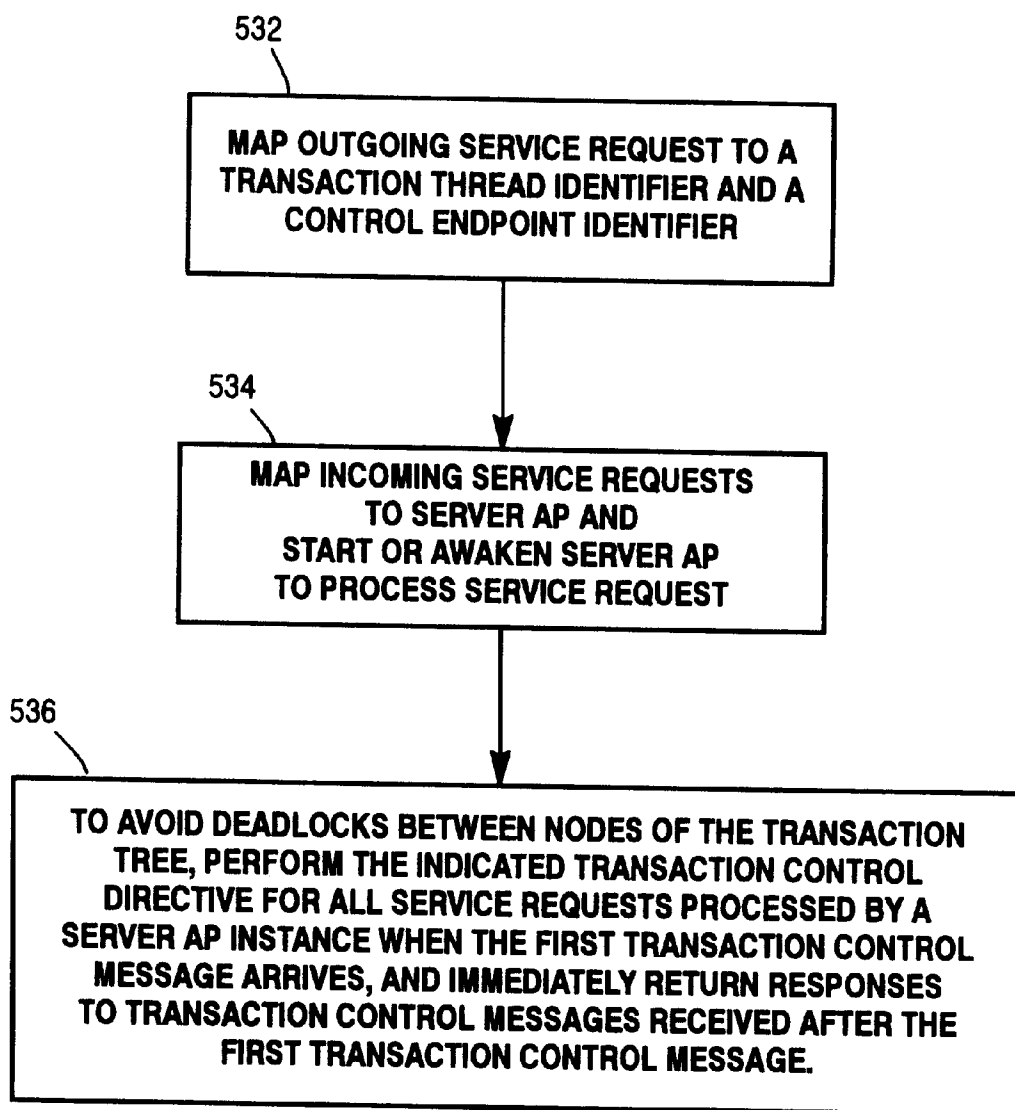 532
MAP OUTGOING SERVICE REQUEST TO A
TRANSACTION THREAD IDENTIFIER AND A
CONTROL ENDPOINT IDENTIFIER
534
MAP INCOMING SERVICE REQUESTS
TO SERVER AP AND
START OR AWAKEN SERVER AP
TO PROCESS SERVICE REQUEST
536
TO AVOID DEADLOCKS BETWEEN NODES OF THE TRANSACTION
TREE, PERFORM THE INDICATED TRANSACTION CONTROL
DIRECTIVE FOR ALL SERVICE REQUESTS PROCESSED BY A
SERVER AP INSTANCE WHEN THE FIRST TRANSACTION CONTROL
MESSAGE ARRIVES, AND IMMEDIATELY RETURN RESPONSES
TO TRANSACTION CONTROL MESSAGES RECEIVED AFTER THE
FIRST TRANSACTION CONTROL MESSAGE.